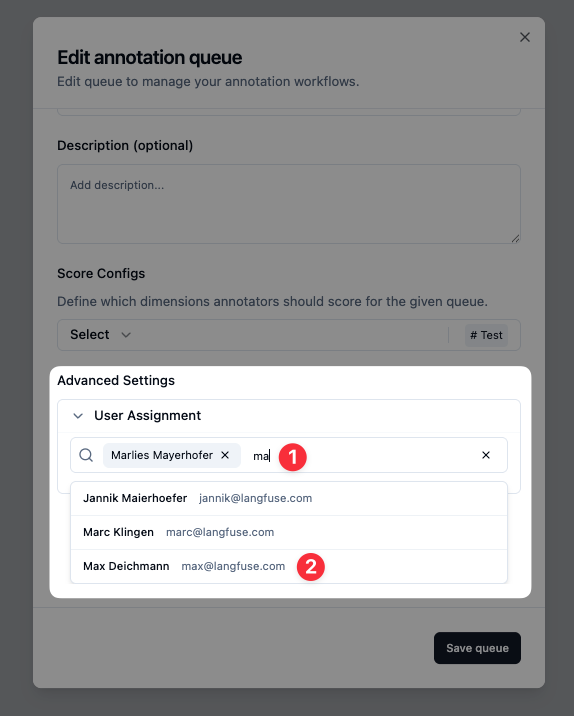 Edit annotation queue
Edit queue to manage your annotation workflows.
Description (optional)
Add description...
Score Configs
Define which dimensions annotators should score for the given queue.
Select
# Test
Advanced Settings
User Assignment
Marlies Mayerhofer
ma
1
Jannik Maierhoefer jannik@langfuse.com
Marc Klingen marc@langfuse.com
Max Deichmann max@langfuse.com
2
Save queue